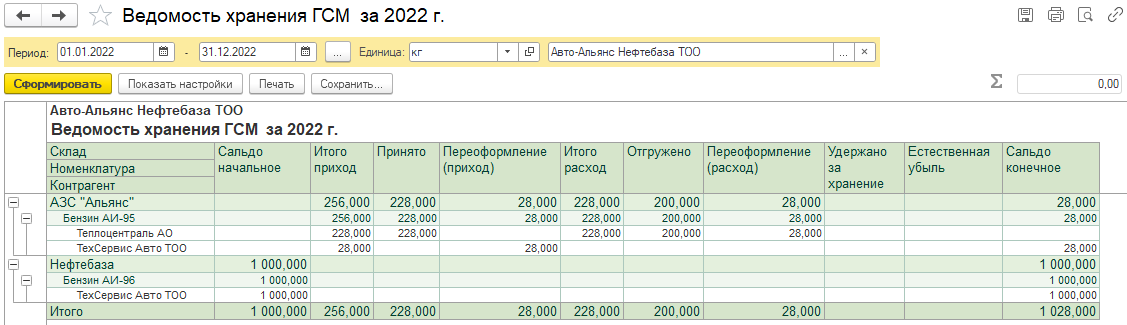 Ведомость хранения ГСМ за 2022 г.
Период: 01.01.2022 - 31.12.2022 ... Единица: кг Авто-Альянс Нефтебаза ТОО ... ×
Сформировать Показать настройки Печать Сохранить... Σ 0,00
Авто-Альянс Нефтебаза ТОО
Ведомость хранения ГСМ за 2022 г.
Склад Сальдо начальное Итого приход Принято Переоформление (приход) Итого расход Отгружено Переоформление (расход) Удержано за хранение Естественная убыль Сальдо конечное
Номенклатура
Контрагент
АЗС "Альянс" 256,000 228,000 28,000 228,000 200,000 28,000 28,000
Бензин АИ-95 256,000 228,000 28,000 228,000 200,000 28,000 28,000
Теплоцентраль АО 228,000 228,000 228,000 200,000 28,000
ТехСервис Авто ТОО 28,000 28,000 28,000
Нефтебаза 1 000,000 1 000,000
Бензин АИ-96 1 000,000 1 000,000
ТехСервис Авто ТОО 1 000,000 1 000,000
Итого 1 000,000 256,000 228,000 28,000 228,000 200,000 28,000 1 028,000